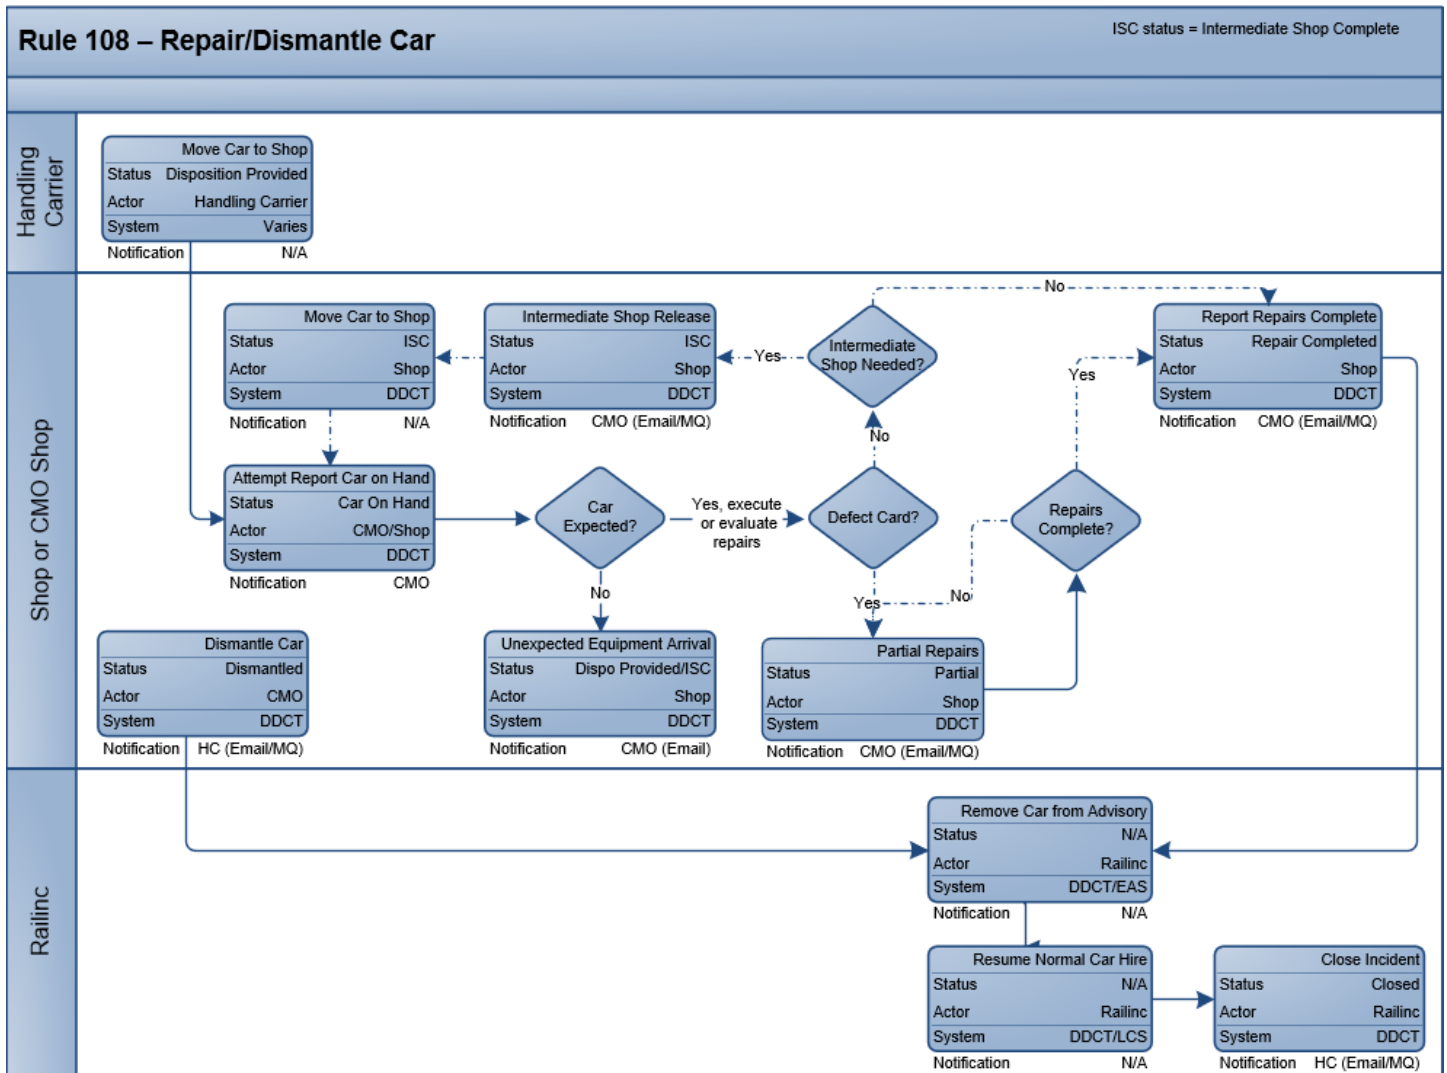 Rule 108 – Repair/Dismantle Car
ISC status = Intermediate Shop Complete
Handling
Carrier
Move Car to Shop
Status Disposition Provided
Actor Handling Carrier
System Varies
Notification N/A
Shop or CMO Shop
Move Car to Shop
Status ISC
Actor Shop
System DDCT
Notification N/A
Intermediate Shop Release
Status ISC
Actor Shop
System DDCT
Notification CMO (Email/MQ)
Yes
Intermediate
Shop Needed?
No
Report Repairs Complete
Status Repair Completed
Actor Shop
System DDCT
Notification CMO (Email/MQ)
Yes
No
Attempt Report Car on Hand
Status Car On Hand
Actor CMO/Shop
System DDCT
Notification CMO
Car
Expected?
Yes, execute
or evaluate
repairs
Defect Card?
Repairs
Complete?
No
Yes
No
Dismantle Car
Status Dismantled
Actor CMO
System DDCT
Notification HC (Email/MQ)
Unexpected Equipment Arrival
Status Dispo Provided/ISC
Actor Shop
System DDCT
Notification CMO (Email)
Partial Repairs
Status Partial
Actor Shop
System DDCT
Notification CMO (Email/MQ)
Railinc
Remove Car from Advisory
Status N/A
Actor Railinc
System DDCT/EAS
Notification N/A
Resume Normal Car Hire
Status N/A
Actor Railinc
System DDCT/LCS
Notification N/A
Close Incident
Status Closed
Actor Railinc
System DDCT
Notification HC (Email/MQ)